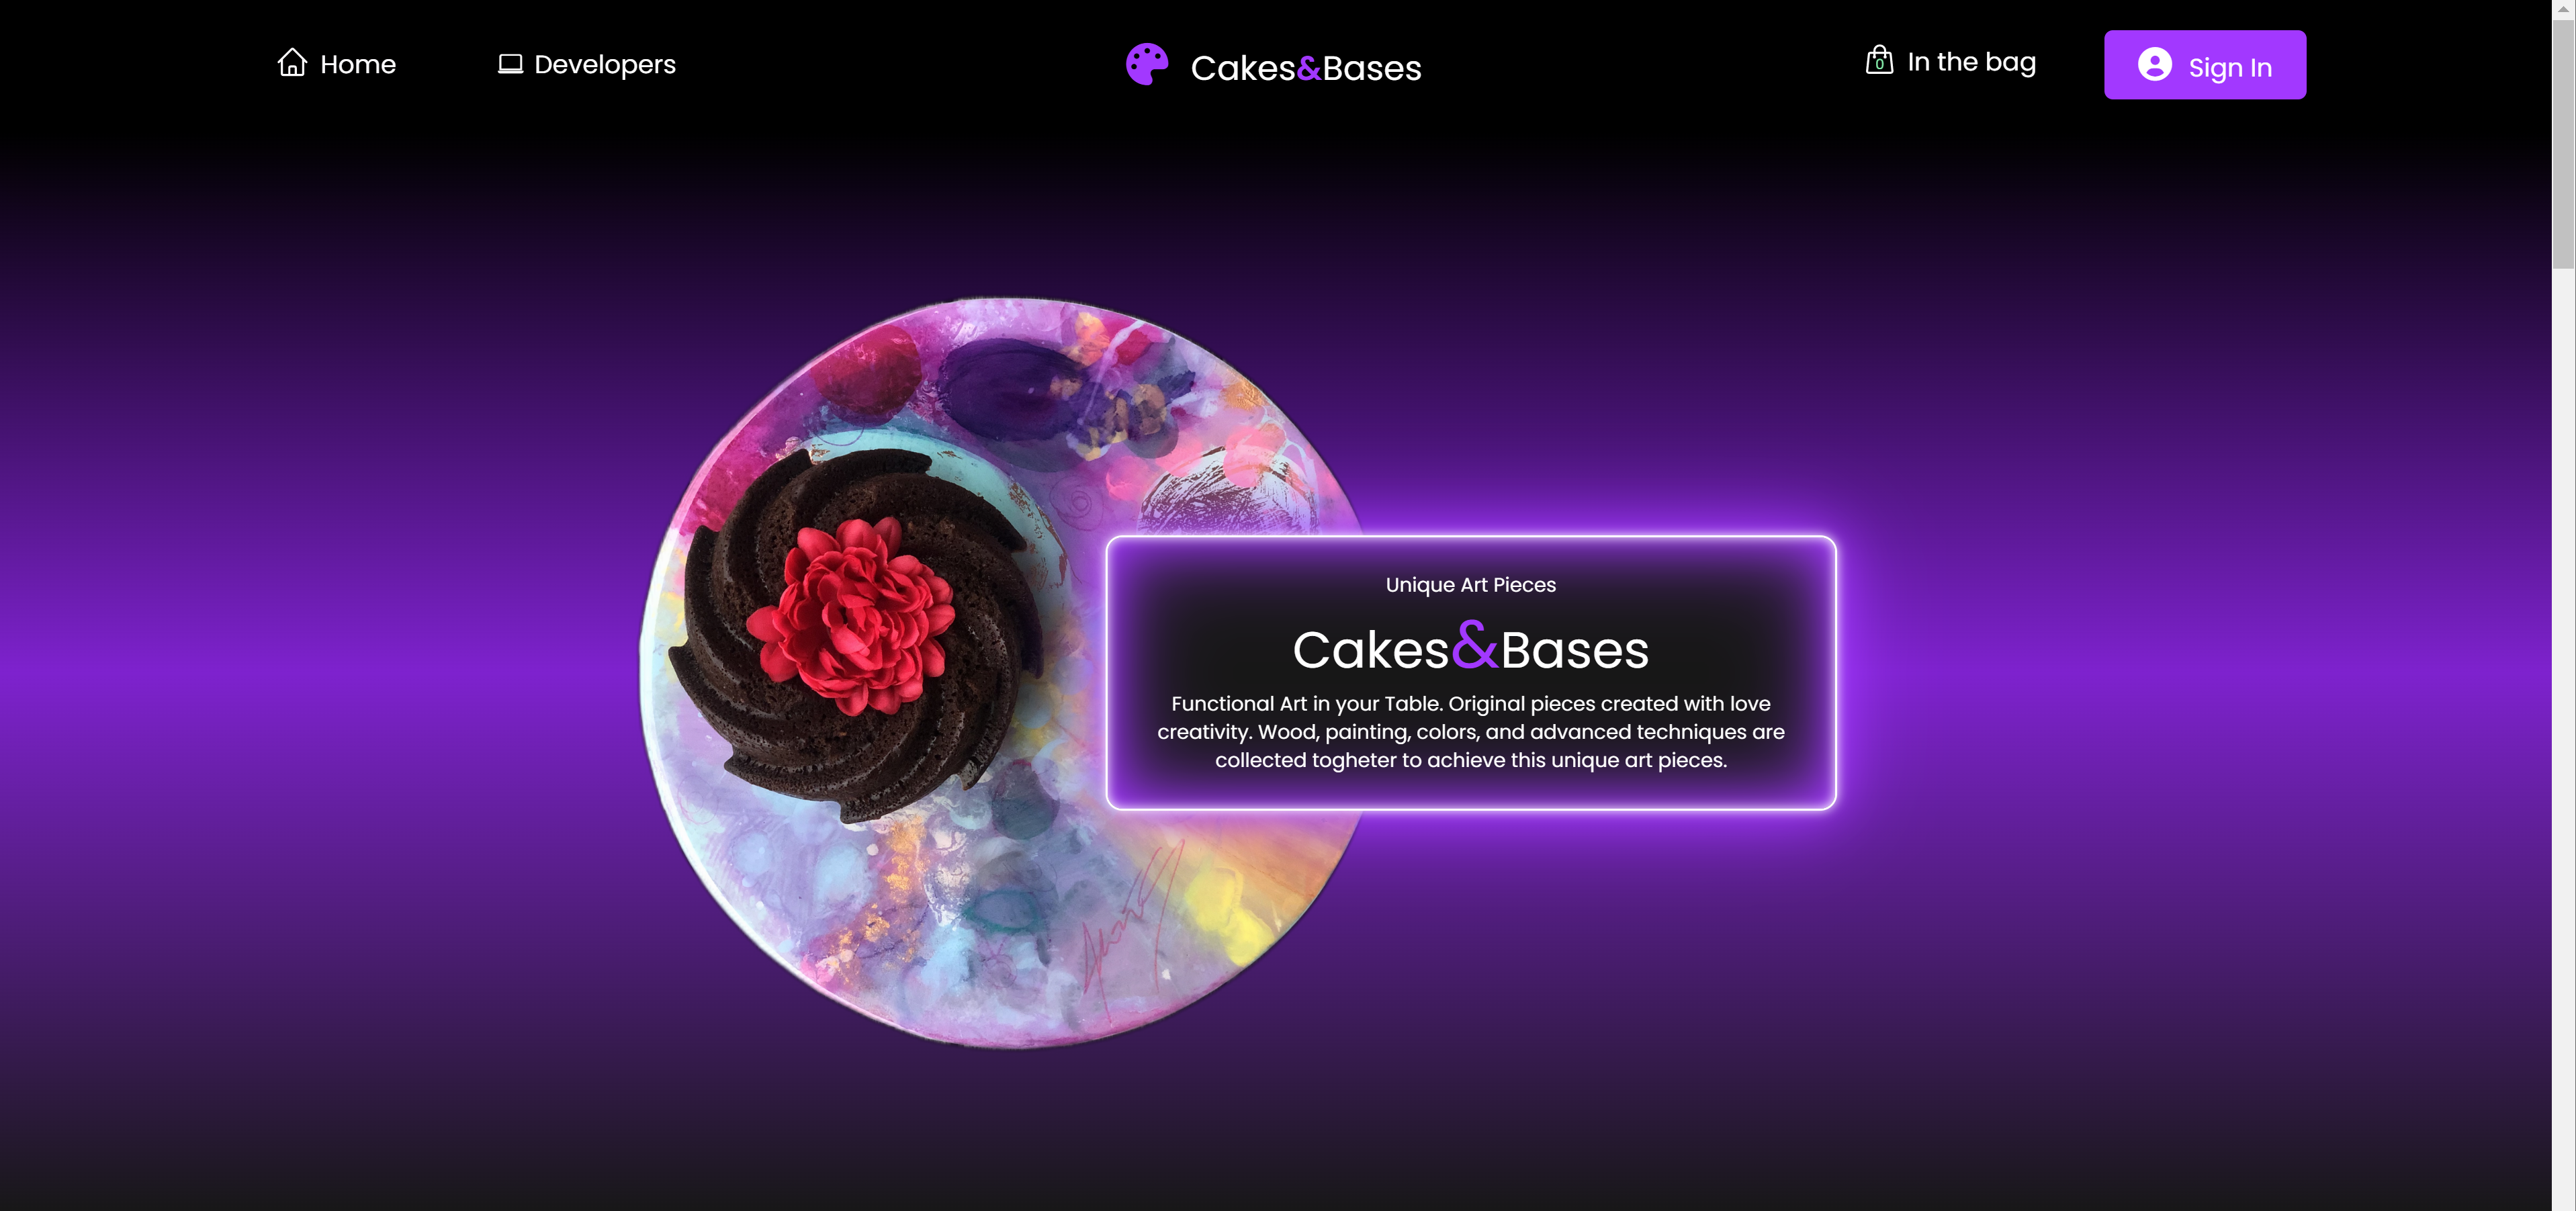 Home
Developers
Cakes&Bases
0
In the bag
Sign In
Unique Art Pieces
Cakes&Bases
Functional Art in your Table. Original pieces created with love
creativity. Wood, painting, colors, and advanced techniques are
collected togheter to achieve this unique art pieces.